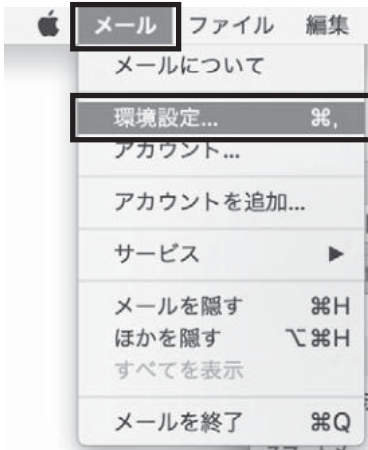 メール ファイル 編集
メールについて
環境設定... ⌘,
アカウント...
アカウントを追加...
サービス ▶
メールを隠す ⌘H
ほかを隠す ⌥⌘H
すべてを表示
メールを終了 ⌘Q